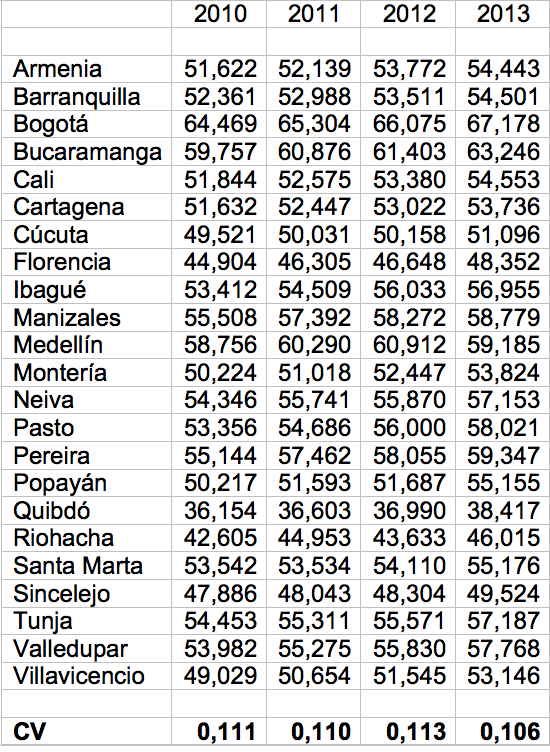 2010 2011 2012 2013
Armenia 51,622 52,139 53,772 54,443
Barranquilla 52,361 52,988 53,511 54,501
Bogotá 64,469 65,304 66,075 67,178
Bucaramanga 59,757 60,876 61,403 63,246
Cali 51,844 52,575 53,380 54,553
Cartagena 51,632 52,447 53,022 53,736
Cúcuta 49,521 50,031 50,158 51,096
Florencia 44,904 46,305 46,648 48,352
Ibagué 53,412 54,509 56,033 56,955
Manizales 55,508 57,392 58,272 58,779
Medellín 58,756 60,290 60,912 59,185
Montería 50,224 51,018 52,447 53,824
Neiva 54,346 55,741 55,870 57,153
Pasto 53,356 54,686 56,000 58,021
Pereira 55,144 57,462 58,055 59,347
Popayán 50,217 51,593 51,687 55,155
Quibdó 36,154 36,603 36,990 38,417
Riohacha 42,605 44,953 43,633 46,015
Santa Marta 53,542 53,534 54,110 55,176
Sincelejo 47,886 48,043 48,304 49,524
Tunja 54,453 55,311 55,571 57,187
Valledupar 53,982 55,275 55,830 57,768
Villavicencio 49,029 50,654 51,545 53,146
CV 0,111 0,110 0,113 0,106